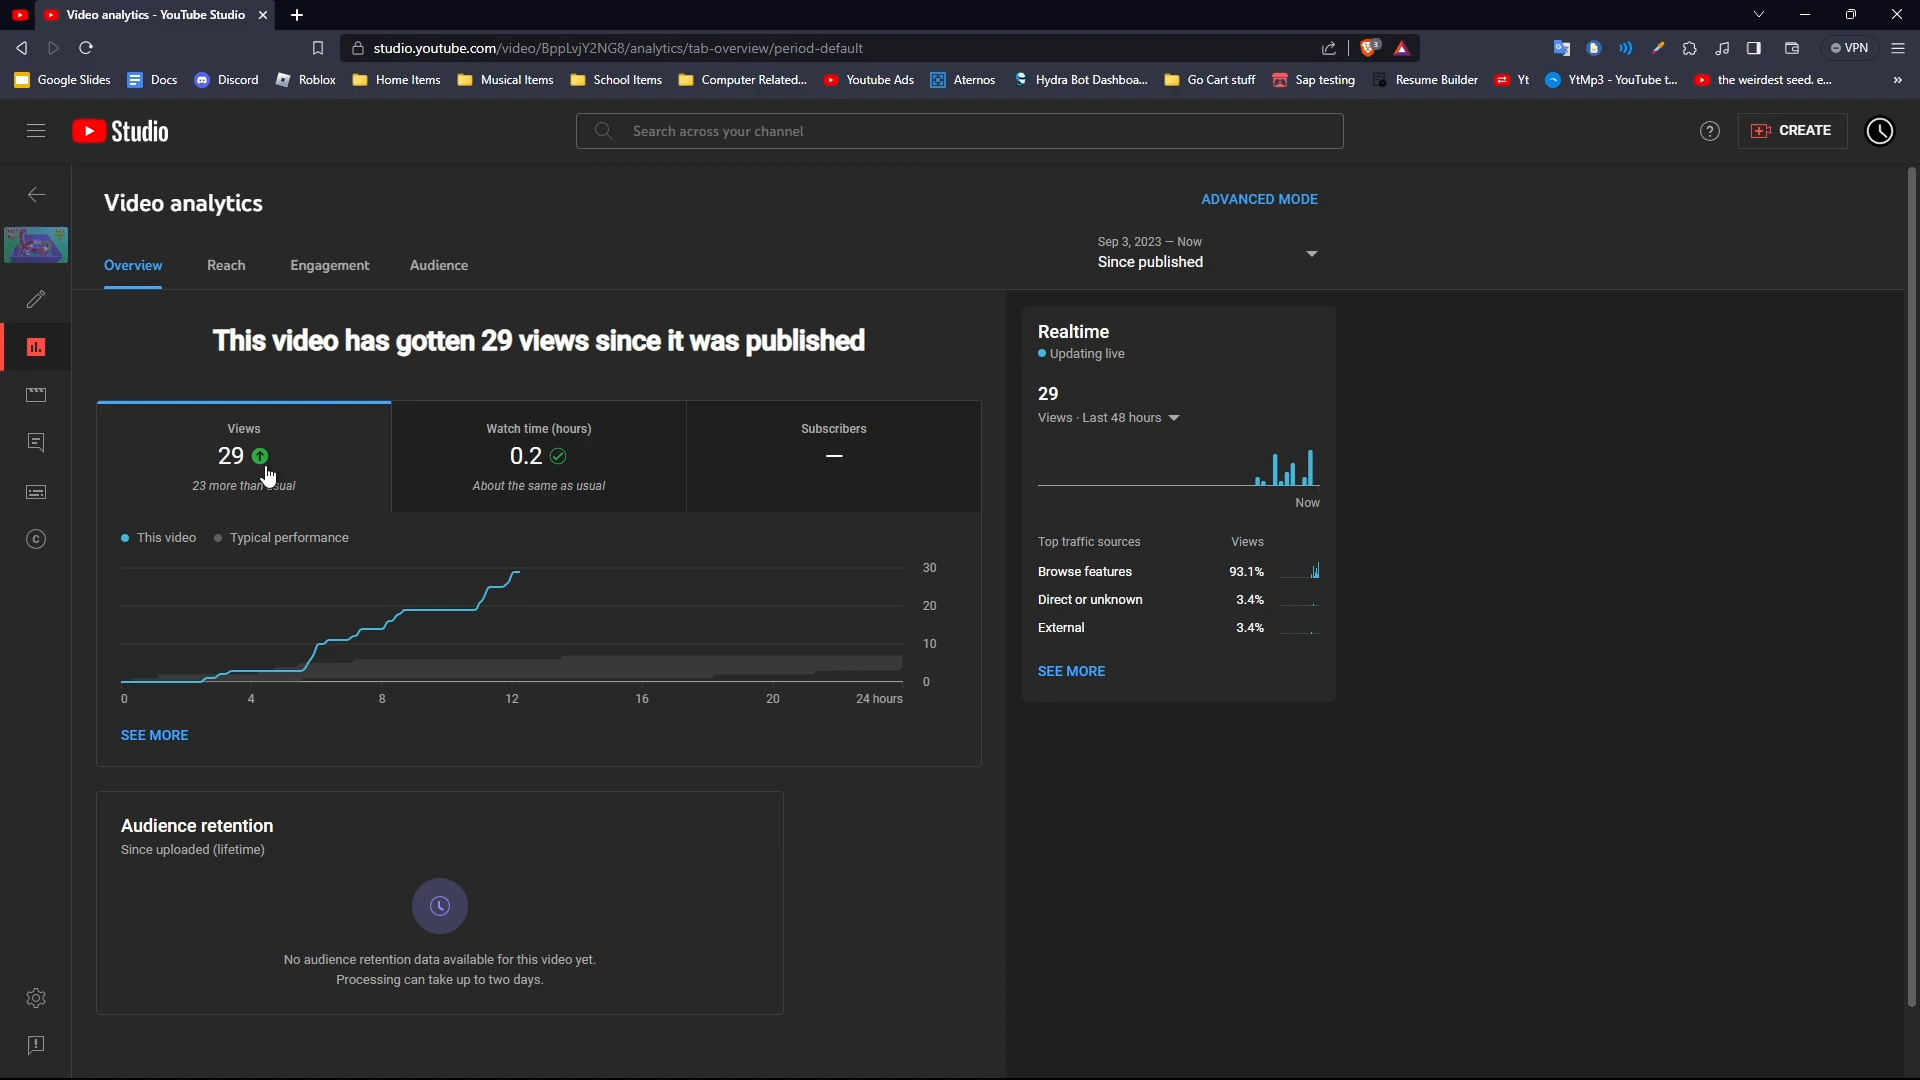 Video analytics - YouTube Studio
studio.youtube.com/video/BppLvjY2NG8/analytics/tab-overview/period-default
3
VPN
Google Slides
Docs
Discord
Roblox
Home Items
Musical Items
School Items
Computer Related...
Youtube Ads
Aternos
Hydra Bot Dashboa...
Go Cart stuff
Sap testing
Resume Builder
Yt
YtMp3 - YouTube t...
the weirdest seed. e...
»
Studio
Search across your channel
CREATE
Video analytics
ADVANCED MODE
Sep 3, 2023 – Now
Since published
Overview
Reach
Engagement
Audience
This video has gotten 29 views since it was published
Views
29
23 more than usual
Watch time (hours)
0.2
About the same as usual
Subscribers
—
This video
Typical performance
30
20
10
0
0
4
8
12
16
20
24 hours
SEE MORE
Realtime
Updating live
29
Views · Last 48 hours
Now
Top traffic sources
Views
Browse features
93.1%
Direct or unknown
3.4%
External
3.4%
SEE MORE
Audience retention
Since uploaded (lifetime)
No audience retention data available for this video yet.
Processing can take up to two days.